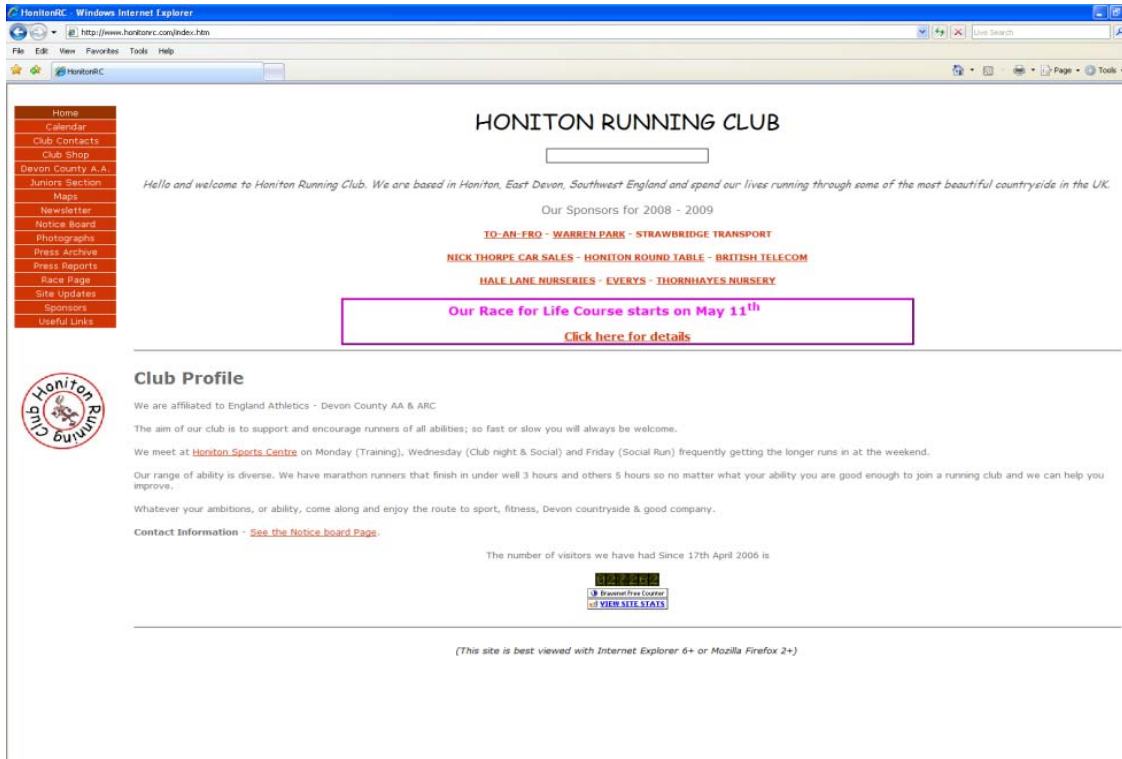 HonitonRC - Windows Internet Explorer
http://www.honitonrc.com/index.htm
Live Search
File Edit View Favorites Tools Help
HonitonRC
Page
Tools
Home
Calendar
Club Contacts
Club Shop
Devon County A.A.
Juniors Section
Maps
Newsletter
Notice Board
Photographs
Press Archive
Press Reports
Race Page
Site Updates
Sponsors
Useful Links
Honiton Running Club
HONITON RUNNING CLUB
Hello and welcome to Honiton Running Club. We are based in Honiton, East Devon, Southwest England and spend our lives running through some of the most beautiful countryside in the UK.
Our Sponsors for 2008 - 2009
TO-AN-FRO - WARREN PARK - STRAWBRIDGE TRANSPORT
NICK THORPE CAR SALES - HONITON ROUND TABLE - BRITISH TELECOM
HALE LANE NURSERIES - EVERYS - THORNHAYES NURSERY
Our Race for Life Course starts on May 11th
Click here for details
Club Profile
We are affiliated to England Athletics - Devon County AA & ARC
The aim of our club is to support and encourage runners of all abilities; so fast or slow you will always be welcome.
We meet at Honiton Sports Centre on Monday (Training), Wednesday (Club night & Social) and Friday (Social Run) frequently getting the longer runs in at the weekend.
Our range of ability is diverse. We have marathon runners that finish in under well 3 hours and others 5 hours so no matter what your ability you are good enough to join a running club and we can help you
improve.
Whatever your ambitions, or ability, come along and enjoy the route to sport, fitness, Devon countryside & good company.
Contact Information - See the Notice board Page.
The number of visitors we have had Since 17th April 2006 is
Bravenet Free Counter
VIEW SITE STATS
(This site is best viewed with Internet Explorer 6+ or Mozilla Firefox 2+)